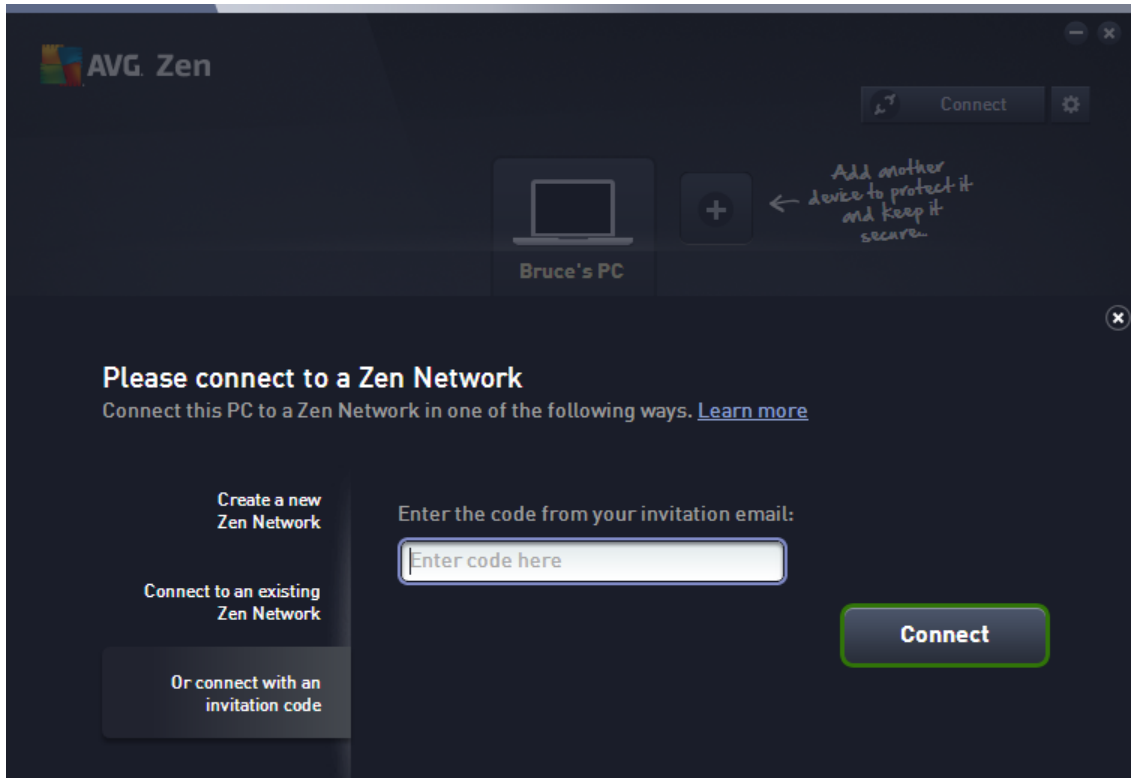 AVG. Zen
Connect
Add another
device to protect it
and keep it
secure...
Bruce's PC
Please connect to a Zen Network
Connect this PC to a Zen Network in one of the following ways. Learn more
Create a new
Zen Network
Enter the code from your invitation email:
Enter code here
Connect to an existing
Zen Network
Connect
Or connect with an
invitation code